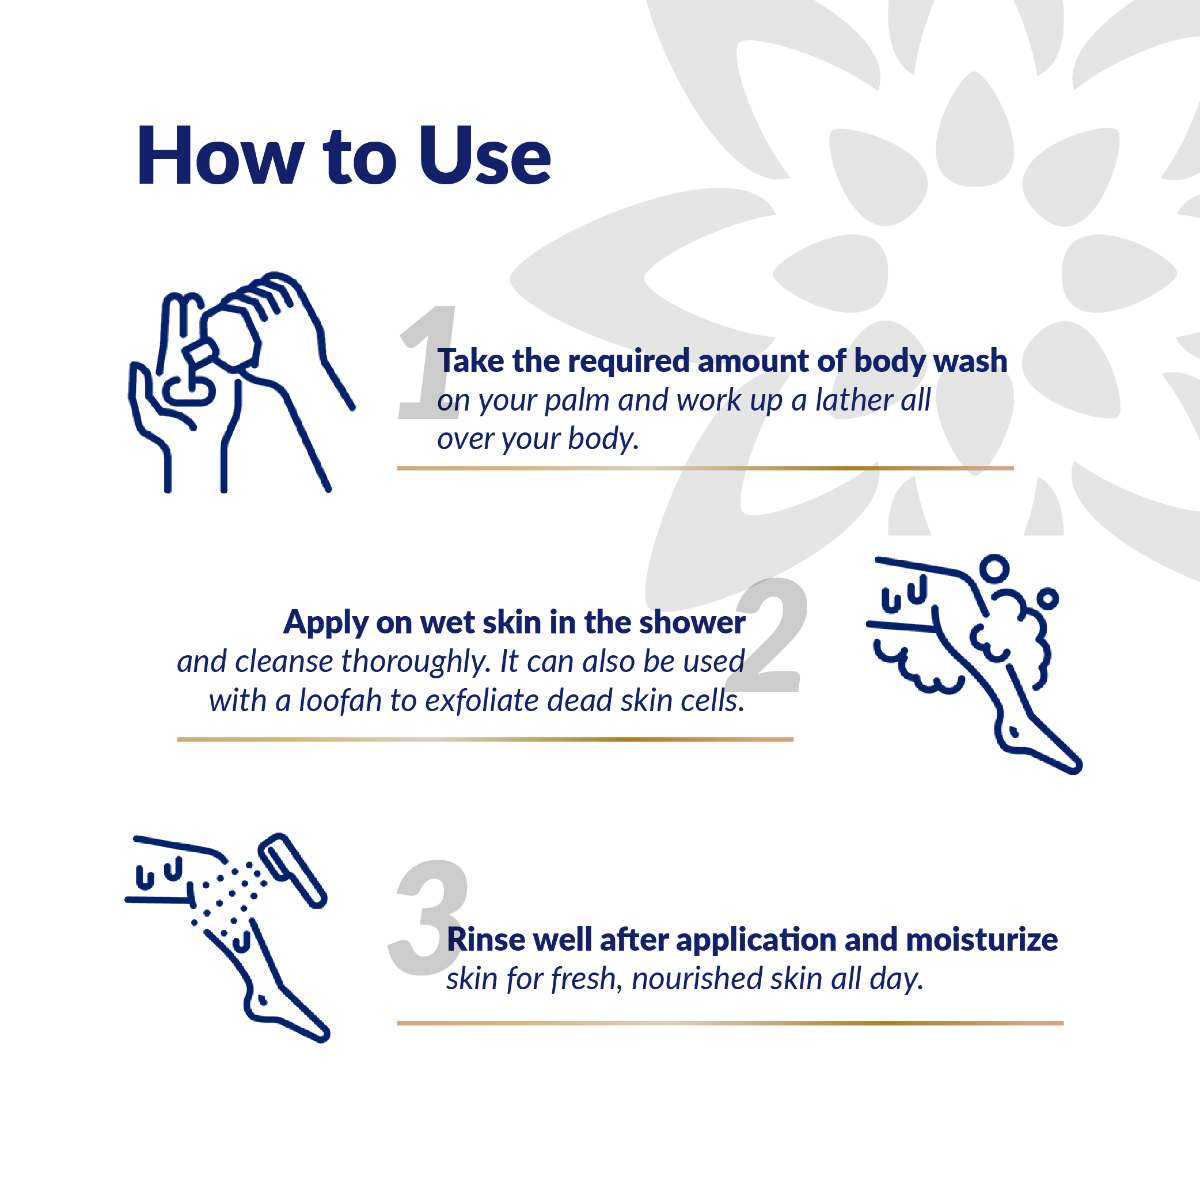 How to Use
1
Take the required amount of body wash
on your palm and work up a lather all
over your body.
2
Apply on wet skin in the shower
and cleanse thoroughly. It can also be used
with a loofah to exfoliate dead skin cells.
3
Rinse well after application and moisturize
skin for fresh, nourished skin all day.